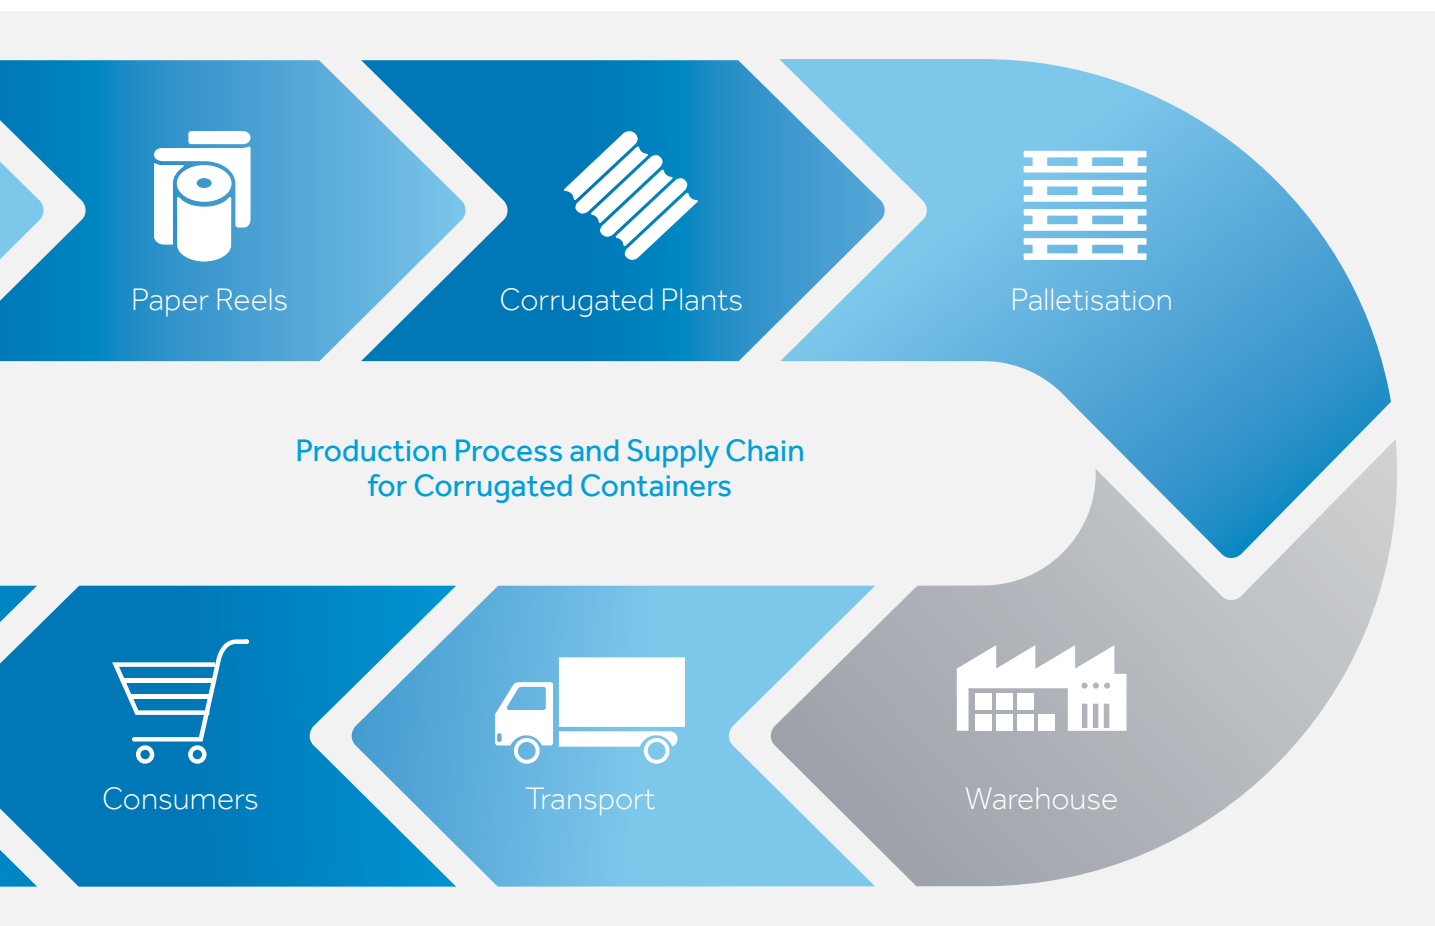 Paper Reels
Corrugated Plants
Palletisation
Production Process and Supply Chain
for Corrugated Containers
Consumers
Transport
Warehouse